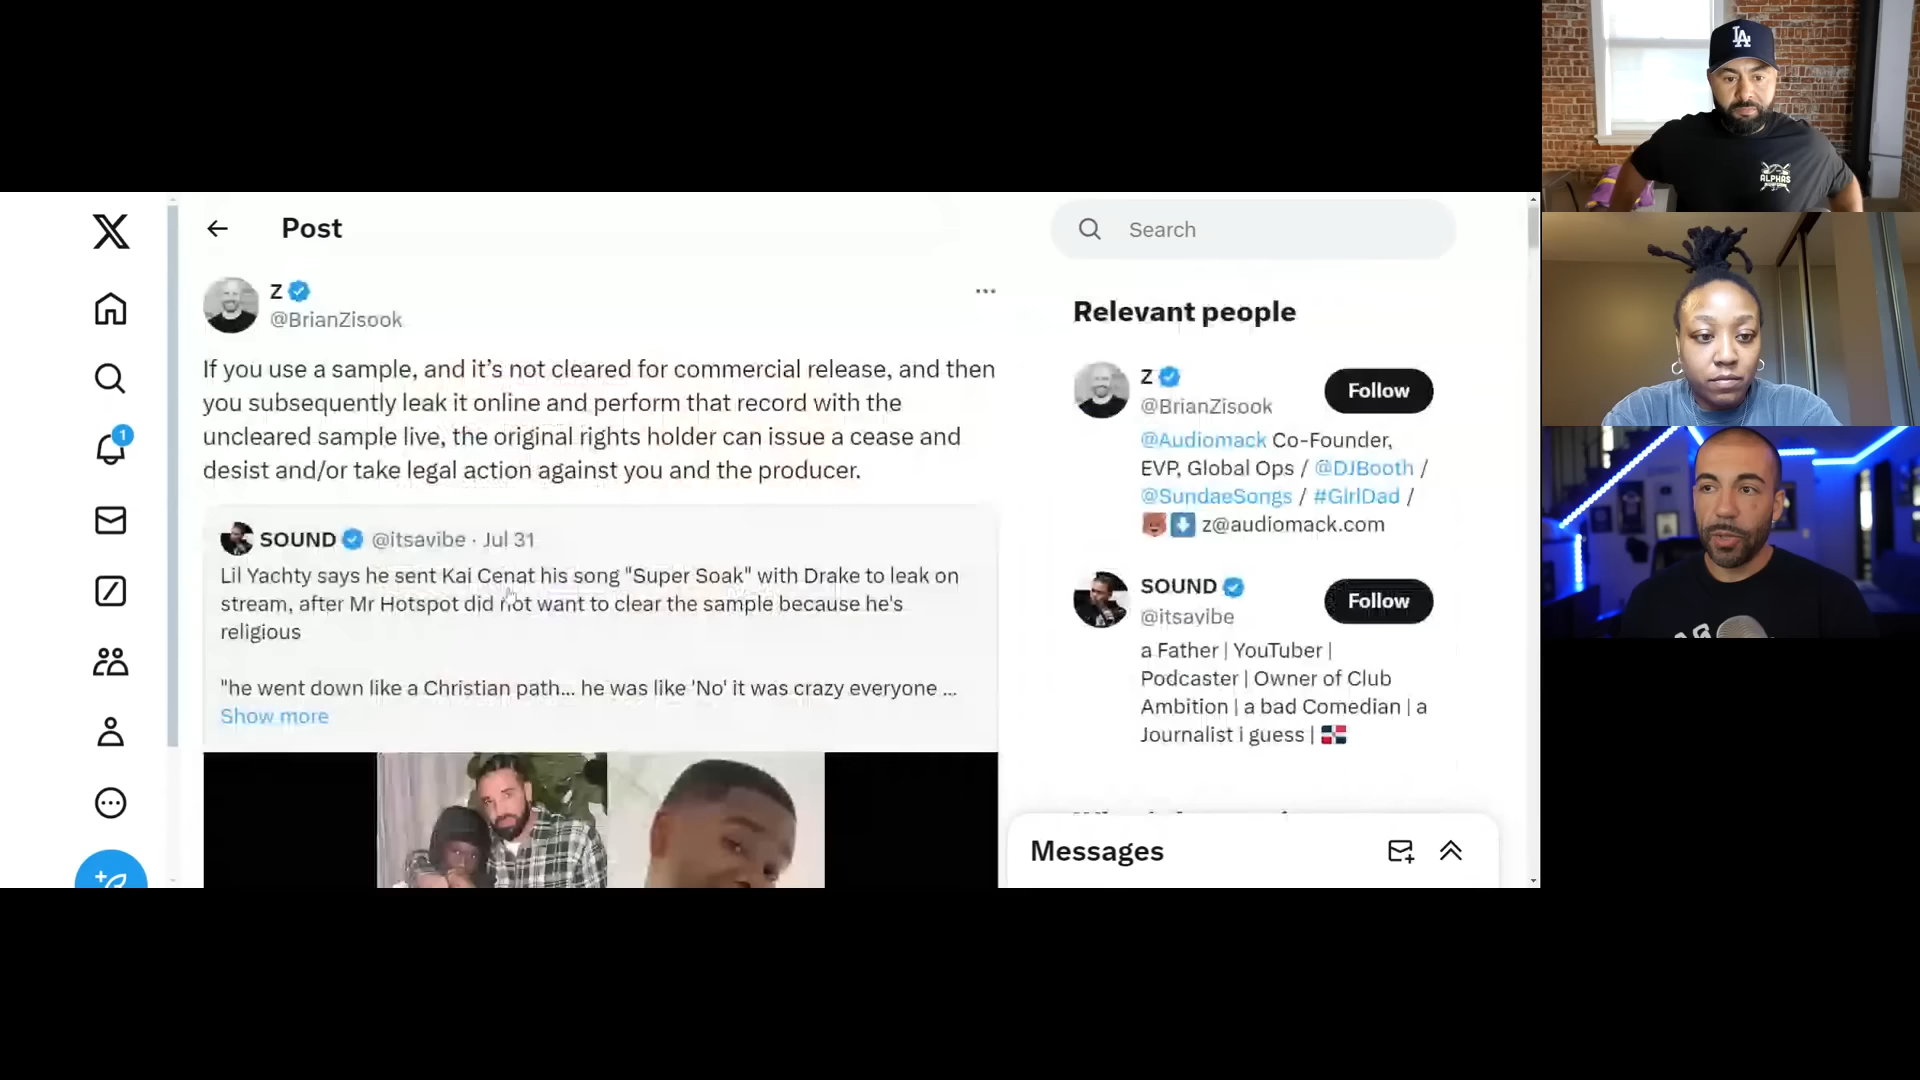 Post
Search
Z
@BrianZisook
If you use a sample, and it's not cleared for commercial release, and then
you subsequently leak it online and perform that record with the
uncleared sample live, the original rights holder can issue a cease and
desist and/or take legal action against you and the producer.
SOUND @itsavibe · Jul 31
Lil Yachty says he sent Kai Cenat his song "Super Soak" with Drake to leak on
stream, after Mr Hotspot did not want to clear the sample because he's
religious
"he went down like a Christian path... he was like 'No' it was crazy everyone ...
Show more
1
Relevant people
Z
@BrianZisook
Follow
@Audiomack Co-Founder,
EVP, Global Ops / @DJBooth /
@SundaeSongs / #GirlDad /
z@audiomack.com
SOUND
@itsavibe
Follow
a Father | YouTuber |
Podcaster | Owner of Club
Ambition | a bad Comedian | a
Journalist i guess |
Messages
LA
ALPHAS